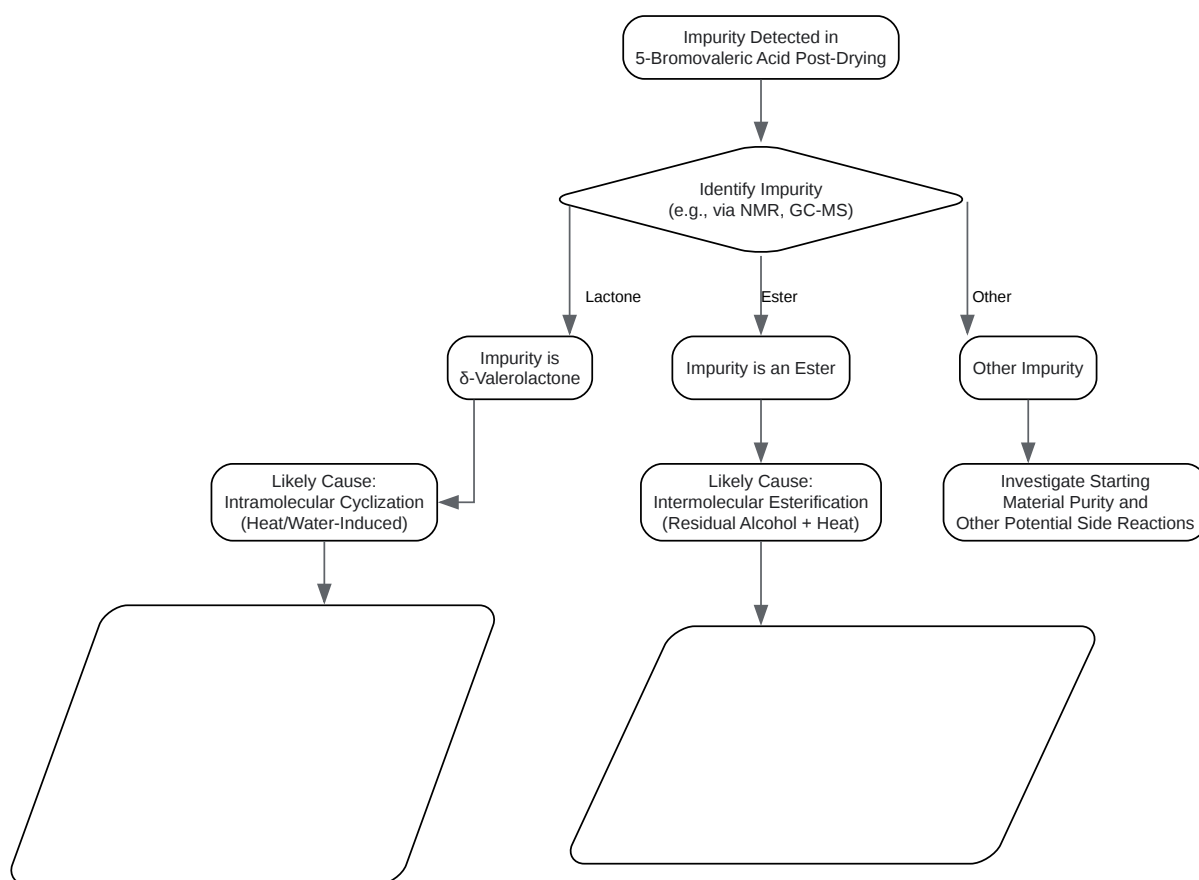 Impurity Detected in
5-Bromovaleric Acid Post-Drying
Identify Impurity
(e.g., via NMR, GC-MS)
Lactone
Ester
Other
Impurity is
δ-Valerolactone
Impurity is an Ester
Other Impurity
Likely Cause:
Intramolecular Cyclization
(Heat/Water-Induced)
Likely Cause:
Intermolecular Esterification
(Residual Alcohol + Heat)
Investigate Starting
Material Purity and
Other Potential Side Reactions